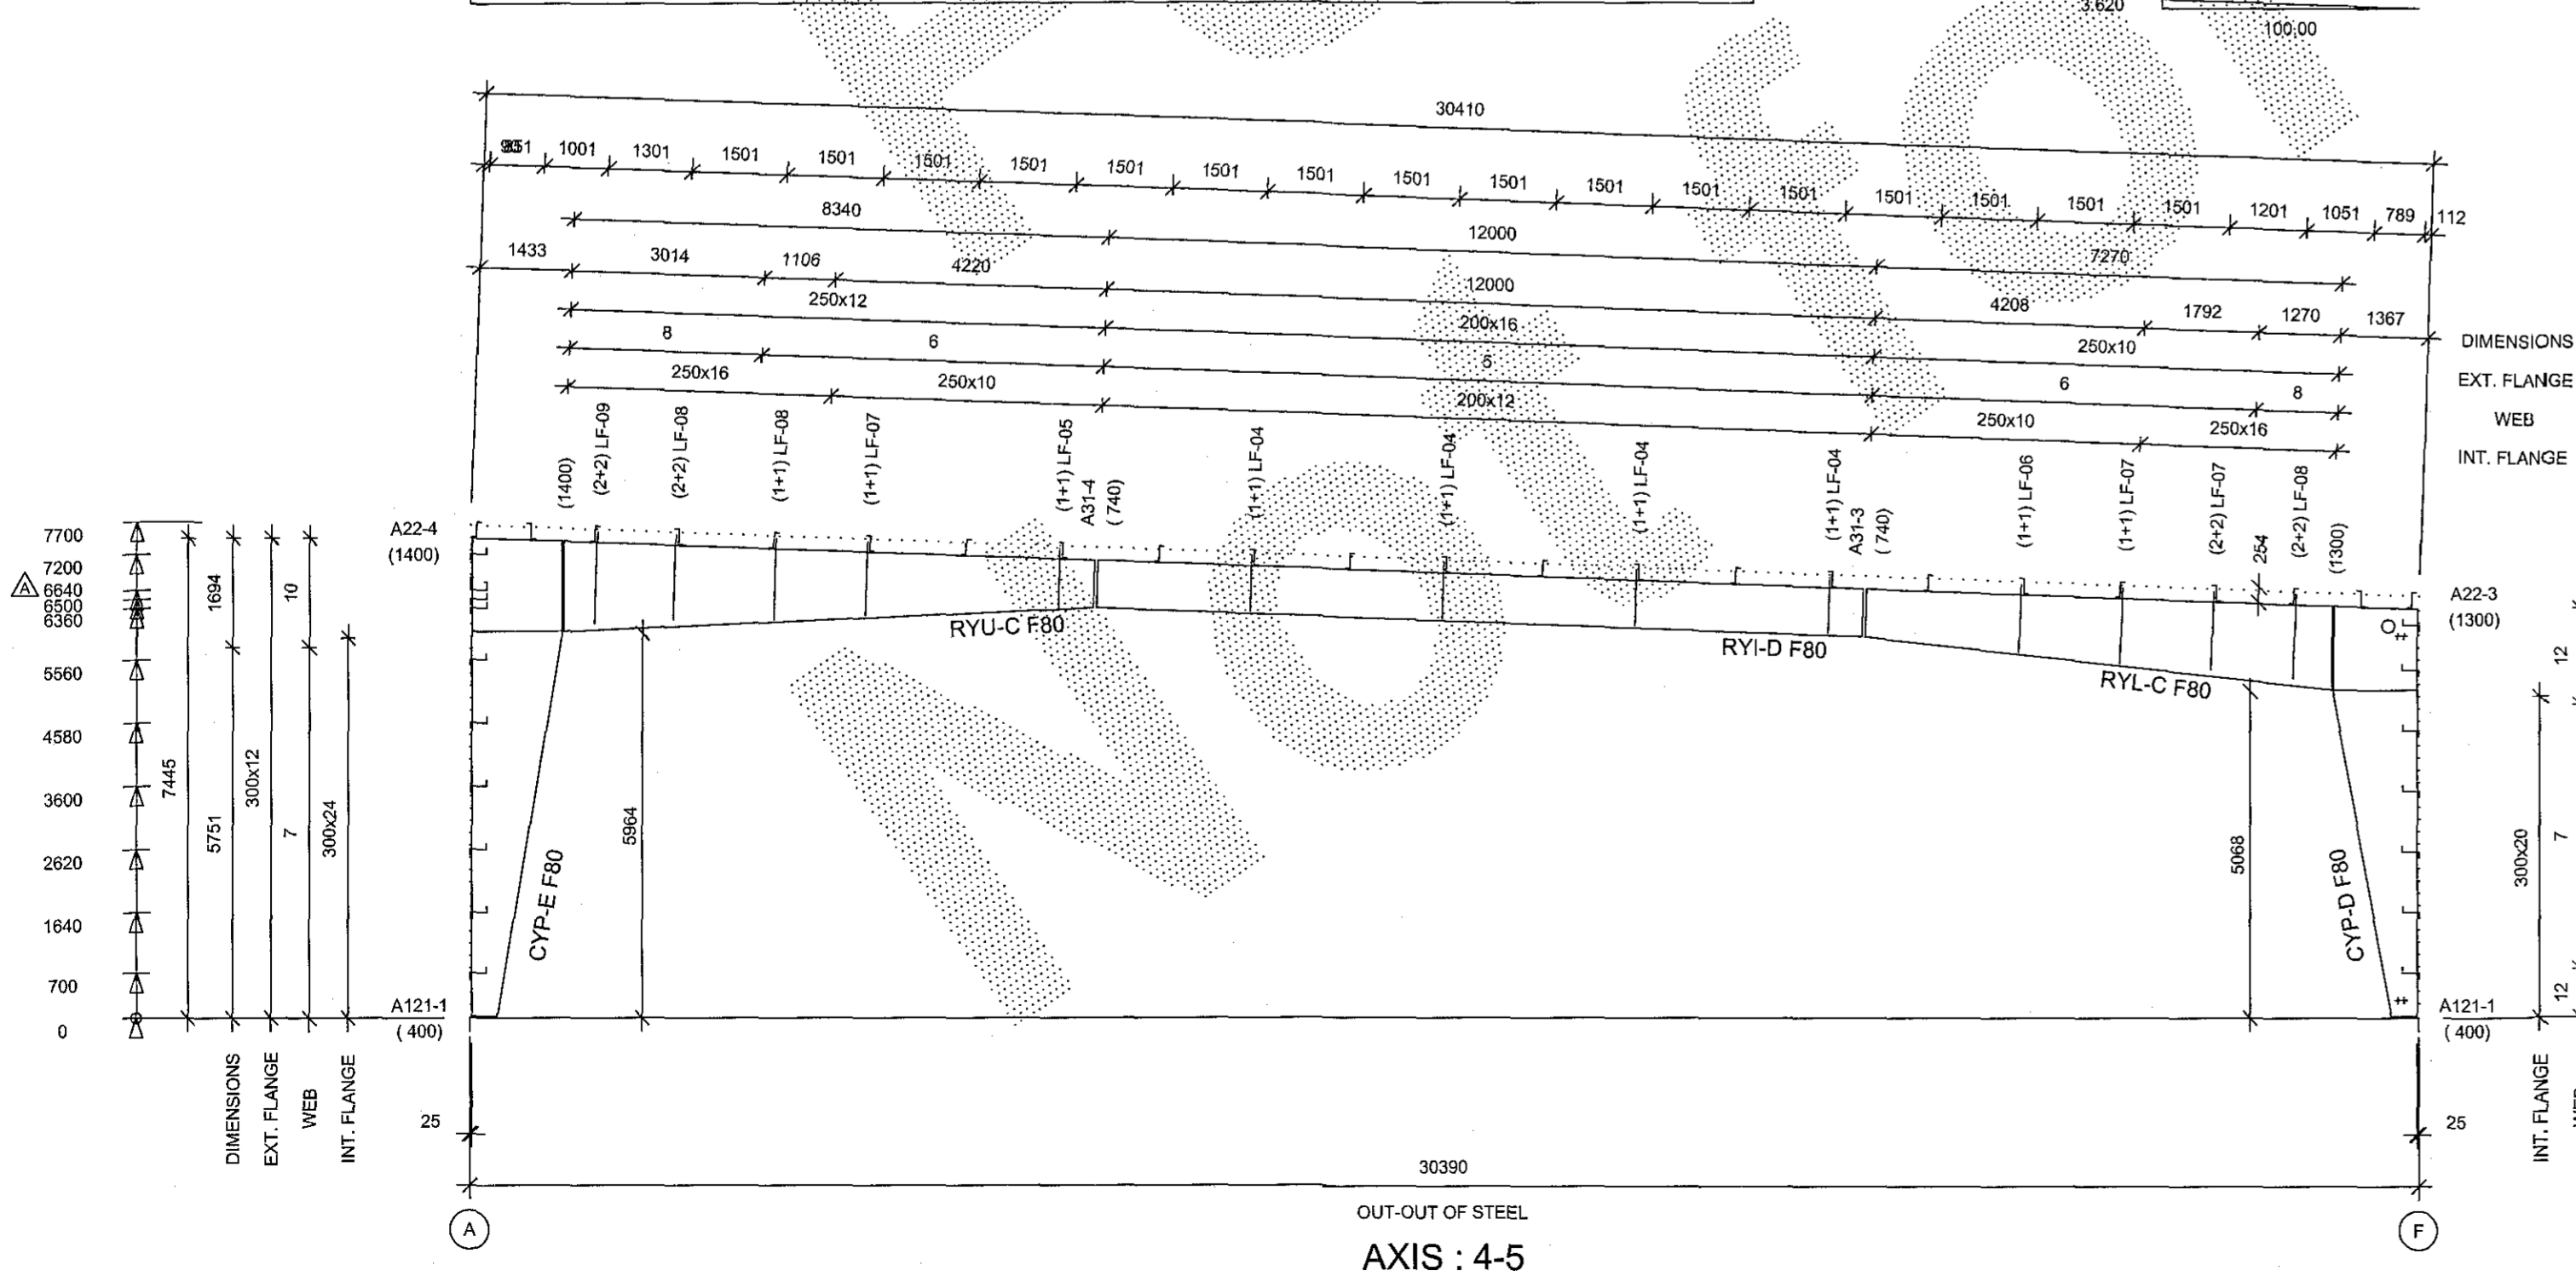 3.620
100.00
30410
851 1001 1301 1501 1501 1501 1501 1501 1501 1501 1501 1501 1501 1501 1501 1501 1501 1501 1501 1201 1051 789 112
8340 12000 7270
1433 3014 1106 4220 12000 4208 1792 1270 1367 DIMENSIONS
250x12 200x16 250x10 EXT. FLANGE
8 6 5 6 8 WEB
250x16 250x10 200x12 250x10 250x16 INT. FLANGE
(1400)
(2+2) LF-09
(2+2) LF-08
(1+1) LF-08
(1+1) LF-07
(1+1) LF-05
A31-4
( 740)
(1+1) LF-04
(1+1) LF-04
(1+1) LF-04
(1+1) LF-04
A31-3
( 740)
(1+1) LF-06
(1+1) LF-07
(2+2) LF-07
254
(2+2) LF-08
(1300)
A22-4
(1400)
A22-3
(1300)
7700
7200
A 6640
6500
6360
5560
4580
3600
2620
1640
700
0
7445
1694
5751
300x12
10
7
300x24
RYU-C F80
RYI-D F80
RYL-C F80
CYP-E F80
5964
5068
CYP-D F80
300x20
12
7
12
A121-1
( 400)
A121-1
( 400)
DIMENSIONS
EXT. FLANGE
WEB
INT. FLANGE
INT. FLANGE
25
25
30390
A
OUT-OUT OF STEEL
F
AXIS : 4-5